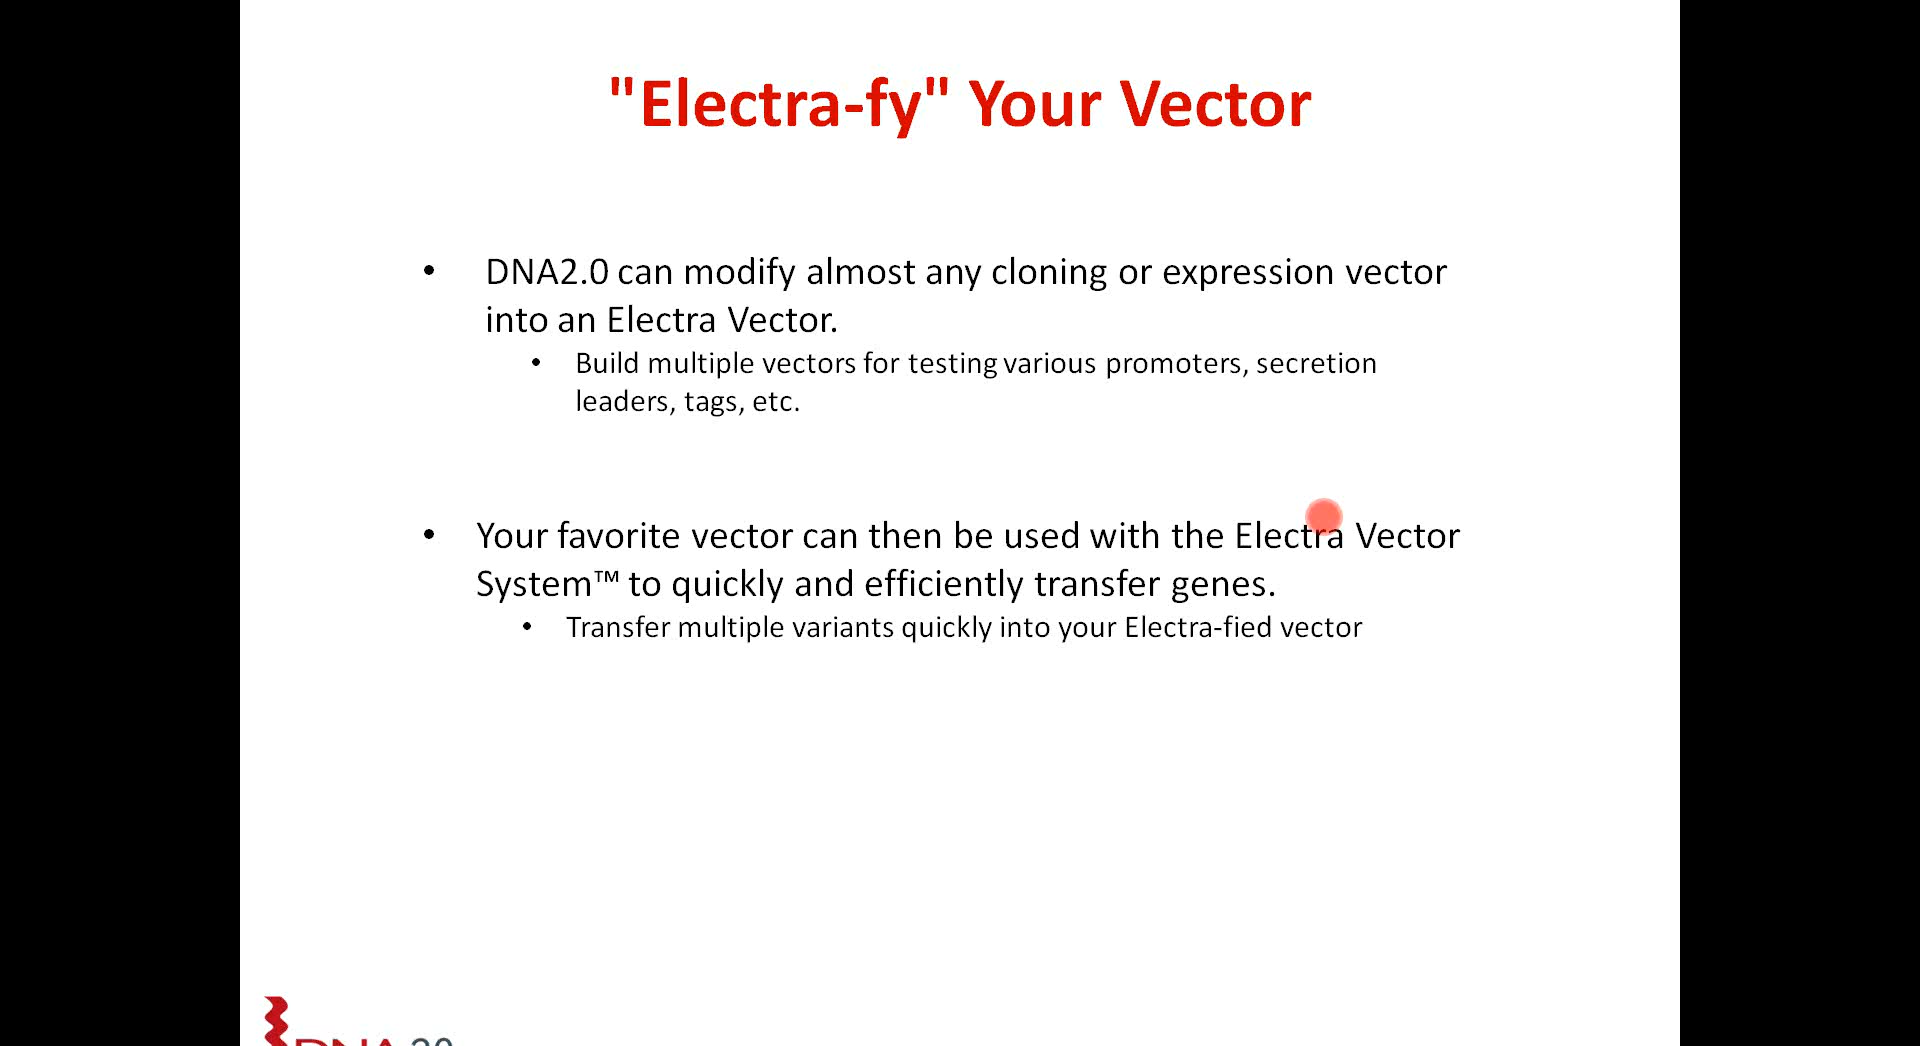 "Electra-fy" Your Vector
• DNA2.0 can modify almost any cloning or expression vector
into an Electra Vector.
• Build multiple vectors for testing various promoters, secretion
leaders, tags, etc.
• Your favorite vector can then be used with the Electra Vector
System™ to quickly and efficiently transfer genes.
• Transfer multiple variants quickly into your Electra-fied vector
DNA 2.0